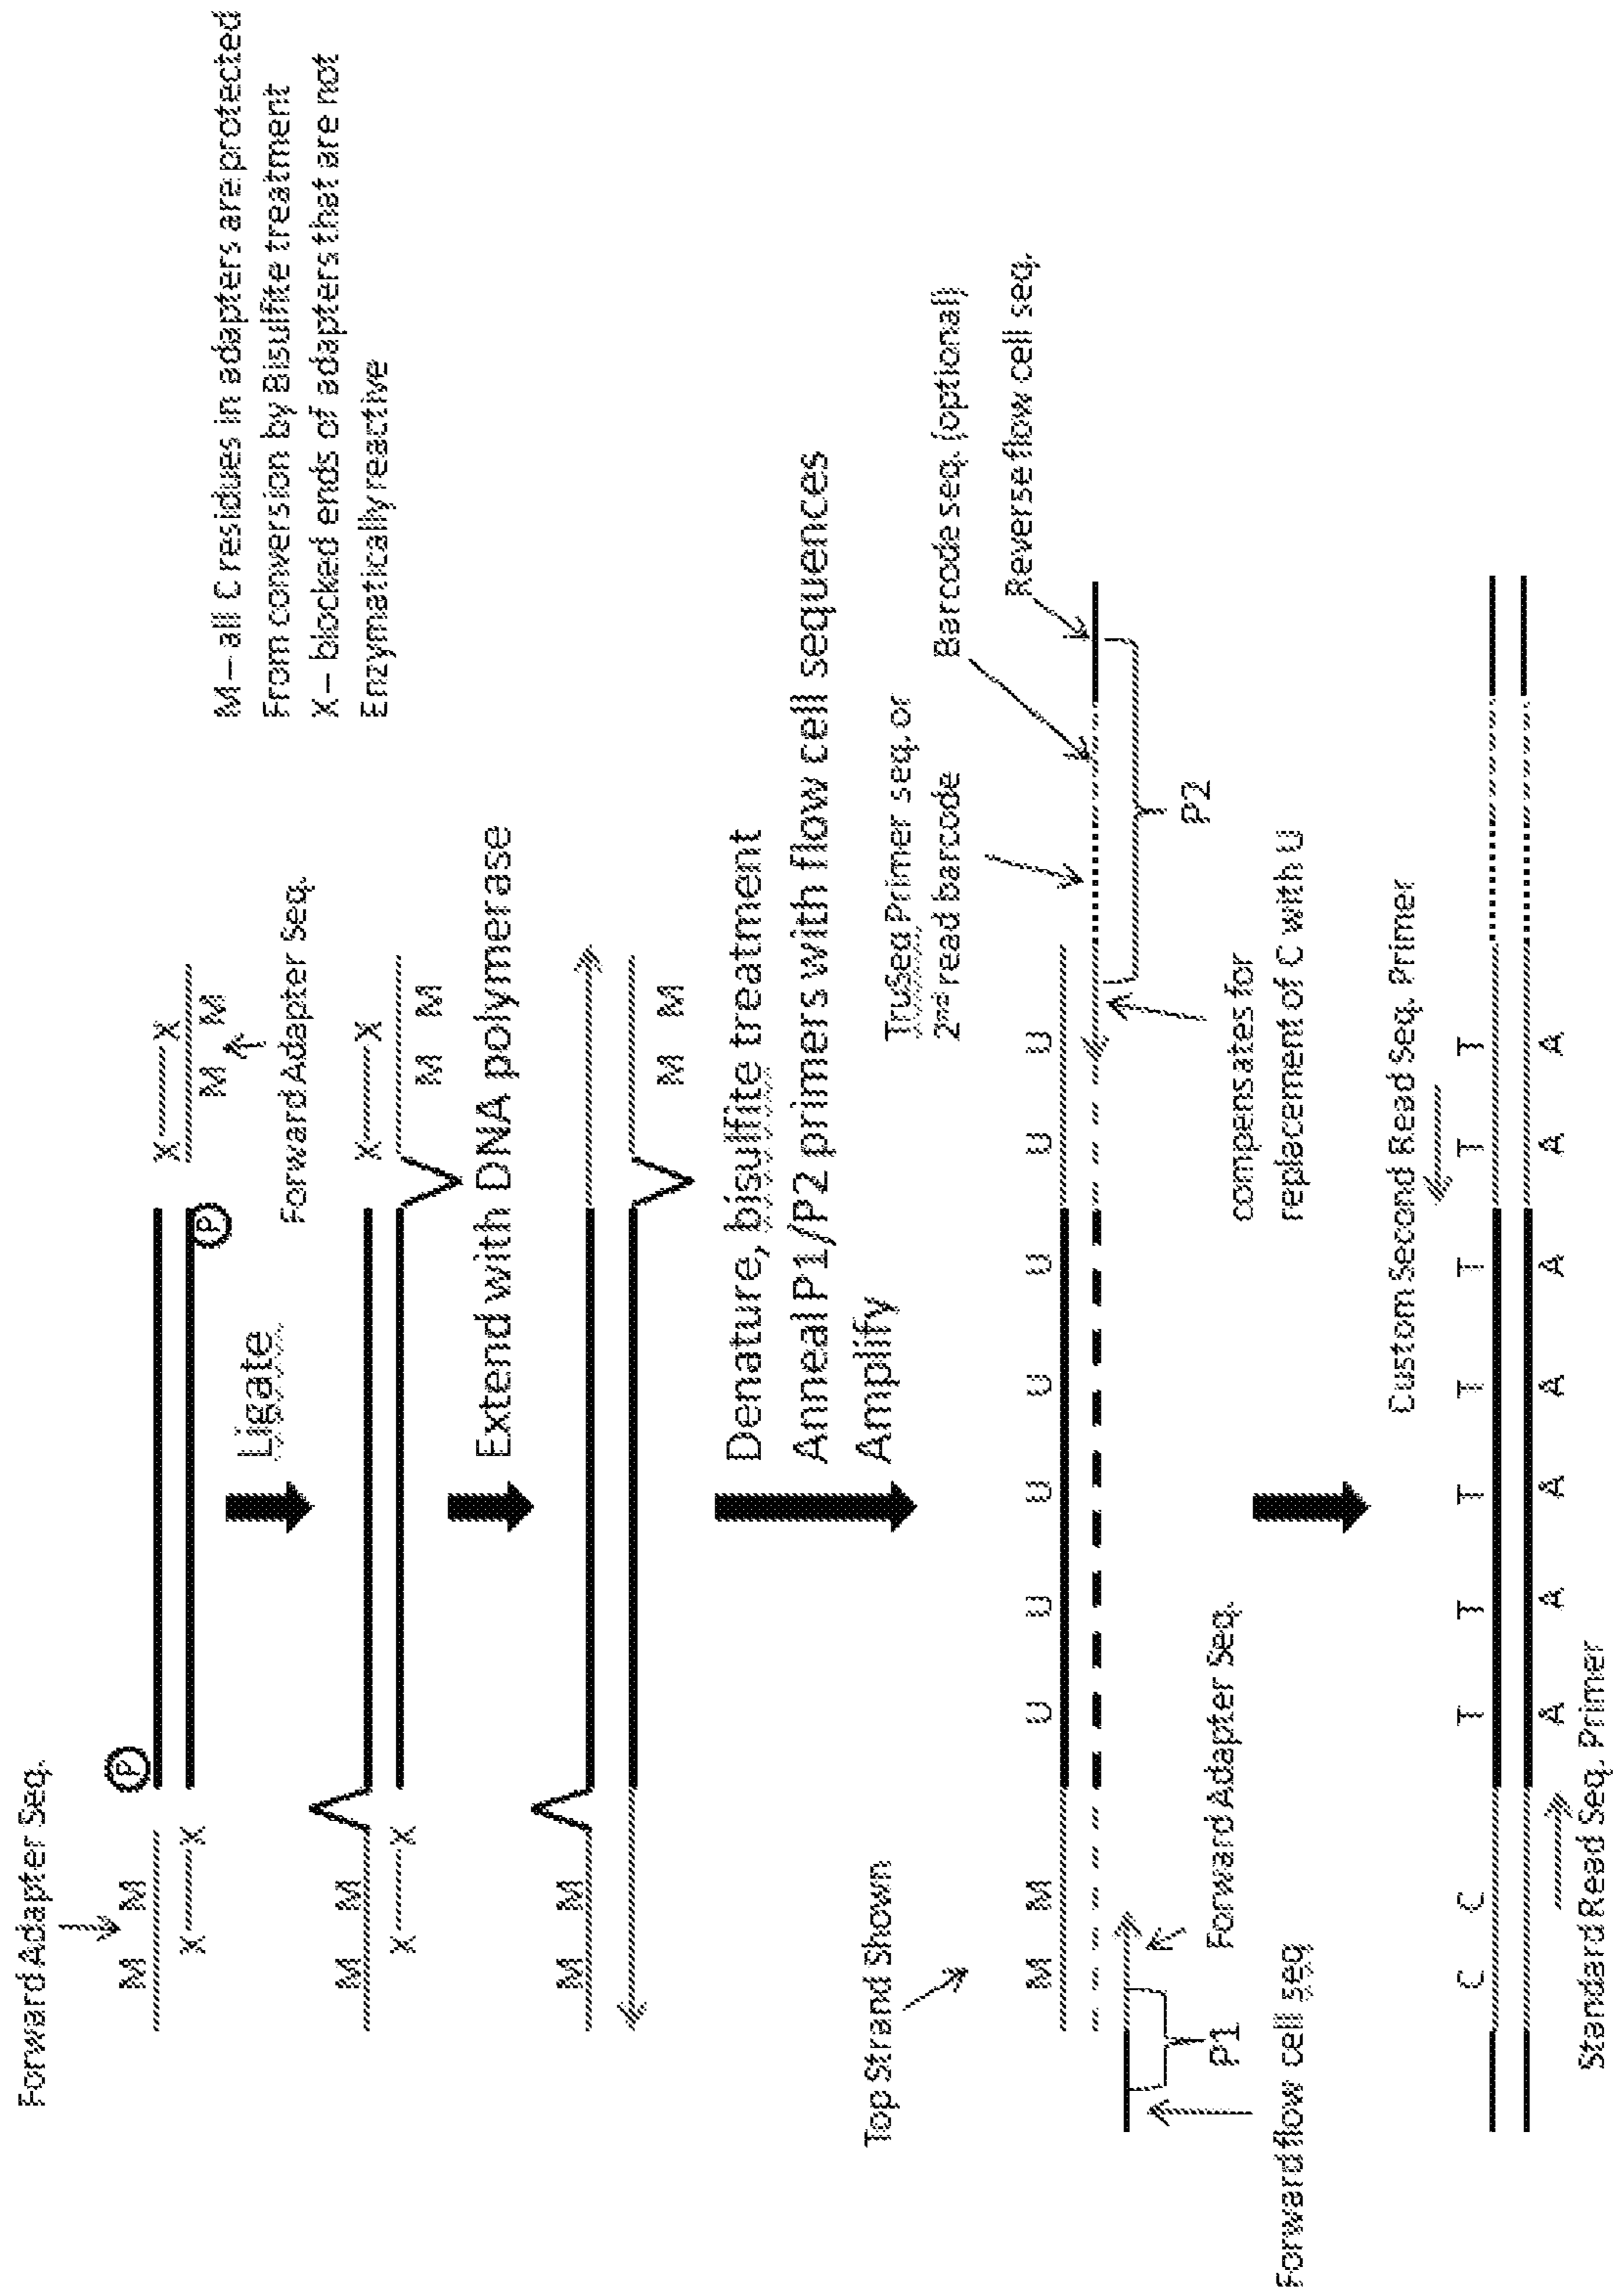 Forward Adapter Seq.
P
M M
X X
X X
M M
P
Forward Adapter Seq.
M – all C residues in adapters are protected
From conversion by Bisulfite treatment
X – blocked ends of adapters that are not
Enzymatically reactive
Ligate
M M
X X
X X
M M
Extend with DNA polymerase
M M
M M
Denature, bisulfite treatment
Anneal P1/P2 primers with flow cell sequences
Amplify
Top Strand Shown
TruSeq Primer seq. or
2nd read barcode
Barcode seq. (optional)
Reverse flow cell seq.
M M U U U U U U U
P1
Forward Adapter Seq.
Forward flow cell seq
compensates for
replacement of C with U
P2
Custom Second Read Seq. Primer
C C T T T T T T T
A A A A A A A
Standard Read Seq. Primer